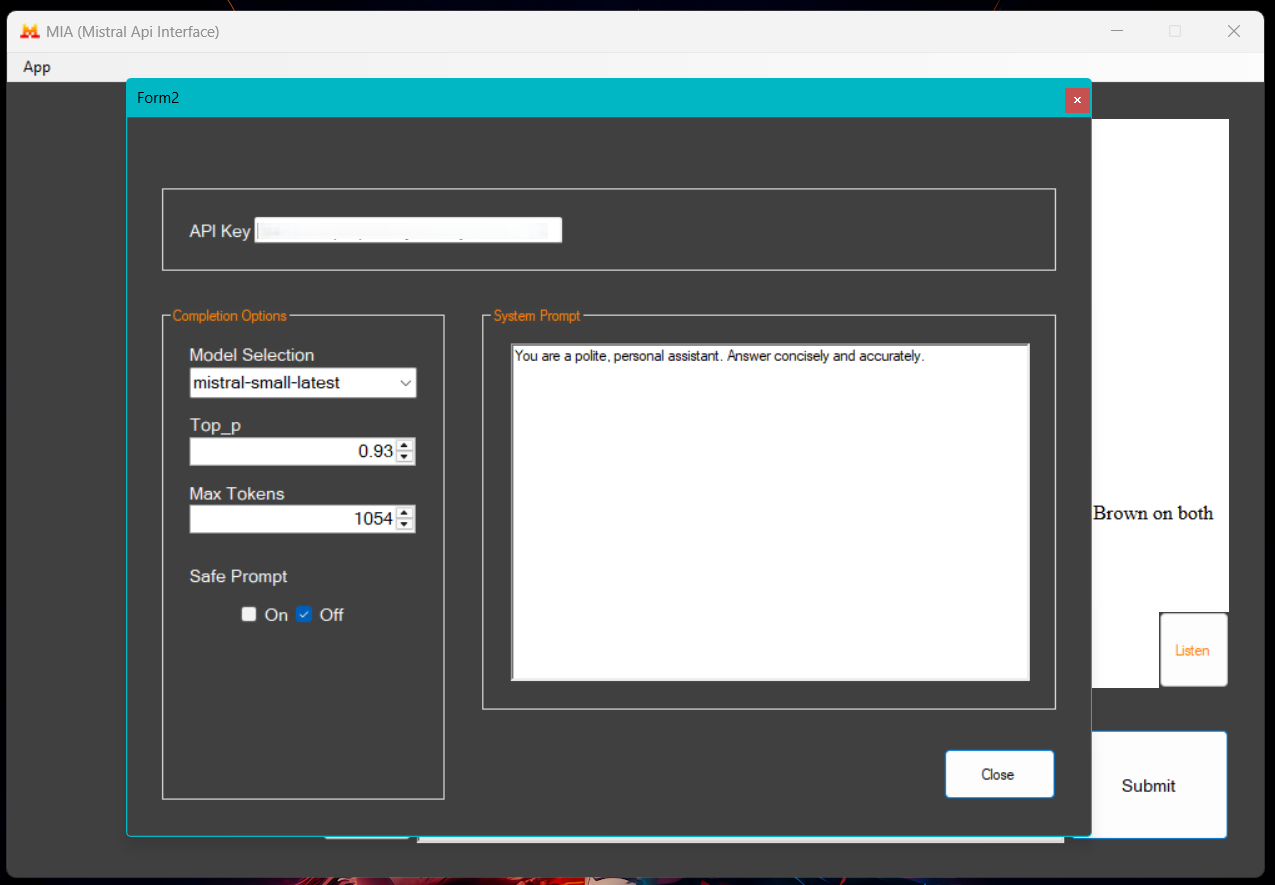 MIA (Mistral Api Interface)
App
Form2
API Key
Completion Options
Model Selection
mistral-small-latest
Top_p
0.93
Max Tokens
1054
Safe Prompt
On Off
System Prompt
You are a polite, personal assistant. Answer concisely and accurately.
Close
Brown on both
Listen
Submit